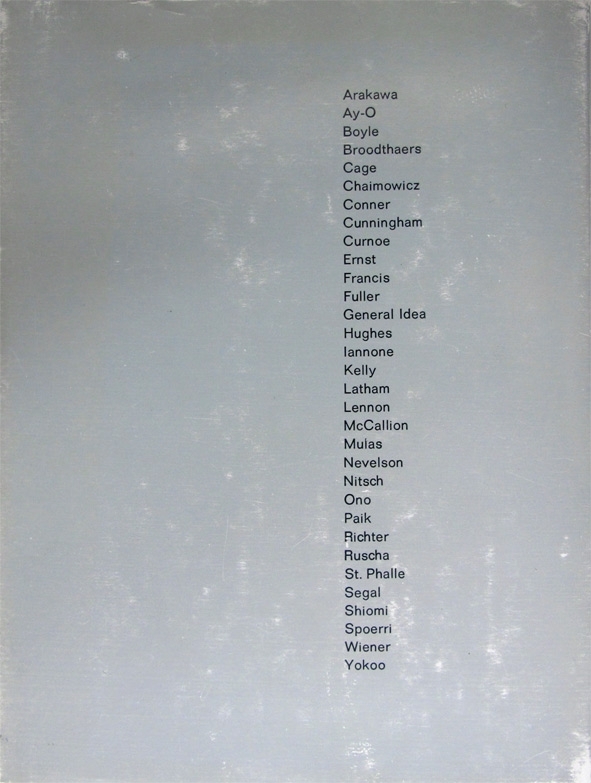 Arakawa
Ay-O
Boyle
Broodthaers
Cage
Chaimowicz
Conner
Cunningham
Curnoe
Ernst
Francis
Fuller
General Idea
Hughes
Iannone
Kelly
Latham
Lennon
McCallion
Mulas
Nevelson
Nitsch
Ono
Paik
Richter
Ruscha
St. Phalle
Segal
Shiomi
Spoerri
Wiener
Yokoo